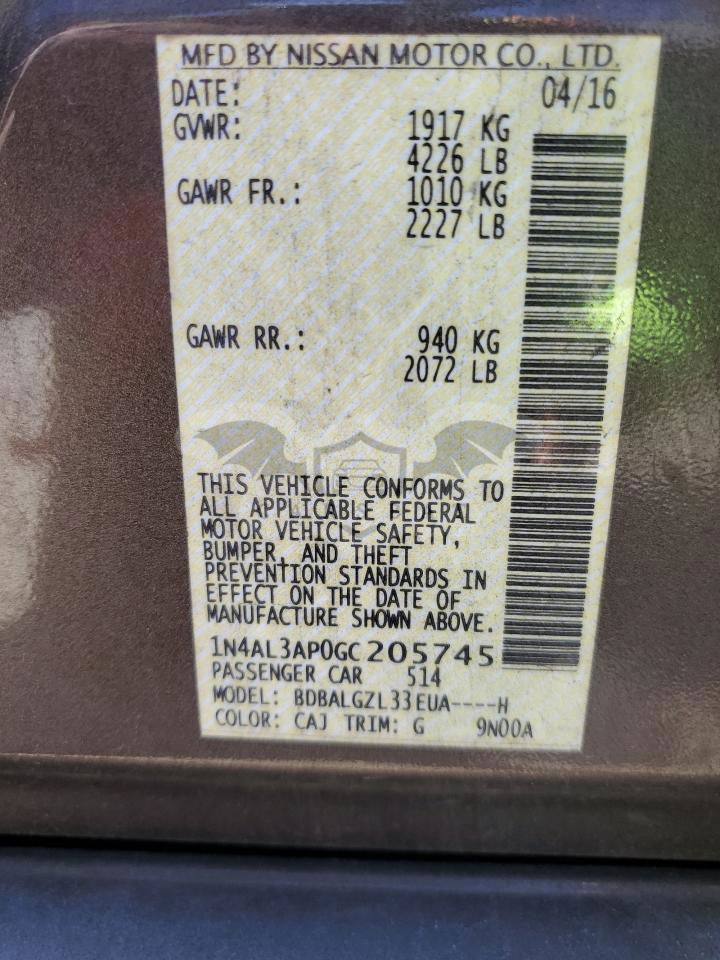 MFD BY NISSAN MOTOR CO., LTD.
DATE: 04/16
GVWR: 1917 KG
4226 LB
GAWR FR.: 1010 KG
2227 LB
GAWR RR.: 940 KG
2072 LB
THIS VEHICLE CONFORMS TO
ALL APPLICABLE FEDERAL
MOTOR VEHICLE SAFETY,
BUMPER, AND THEFT
PREVENTION STANDARDS IN
EFFECT ON THE DATE OF
MANUFACTURE SHOWN ABOVE.
1N4AL3AP0GC205745
PASSENGER CAR 514
MODEL: BDBALGZL33EUA----H
COLOR: CAJ TRIM: G 9N00A